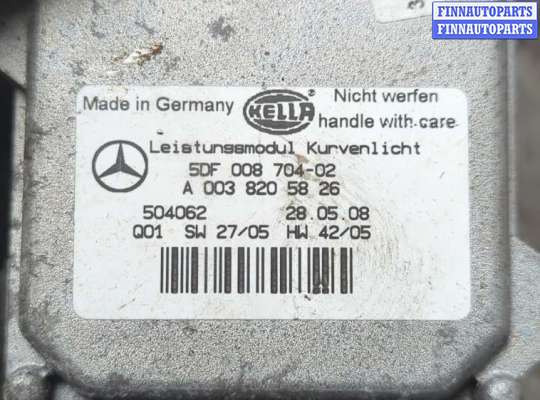 FINNAUTOPARTS
FINNAUTOPARTS
Made in Germany
HELLA
Nicht werfen
handle with care
Leistungsmodul Kurvenlicht
5DF 008 704-02
A 003 820 58 26
504062 28.05.08
Q01 SW 27/05 HW 42/05